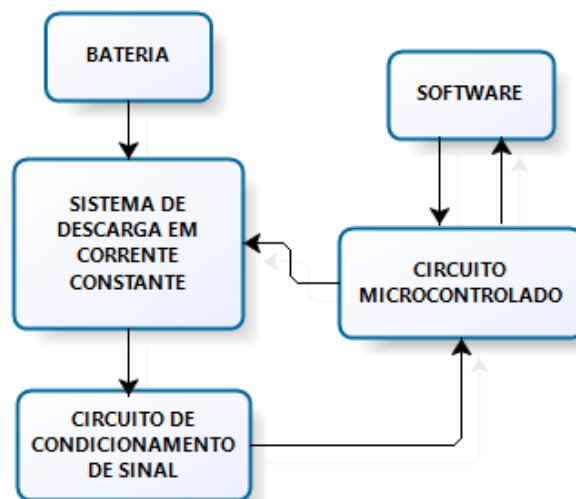 BATERIA
SOFTWARE
SISTEMA DE
DESCARGA EM
CORRENTE
CONSTANTE
CIRCUITO
MICROCONTROLADO
CIRCUITO DE
CONDICIONAMENTO
DE SINAL